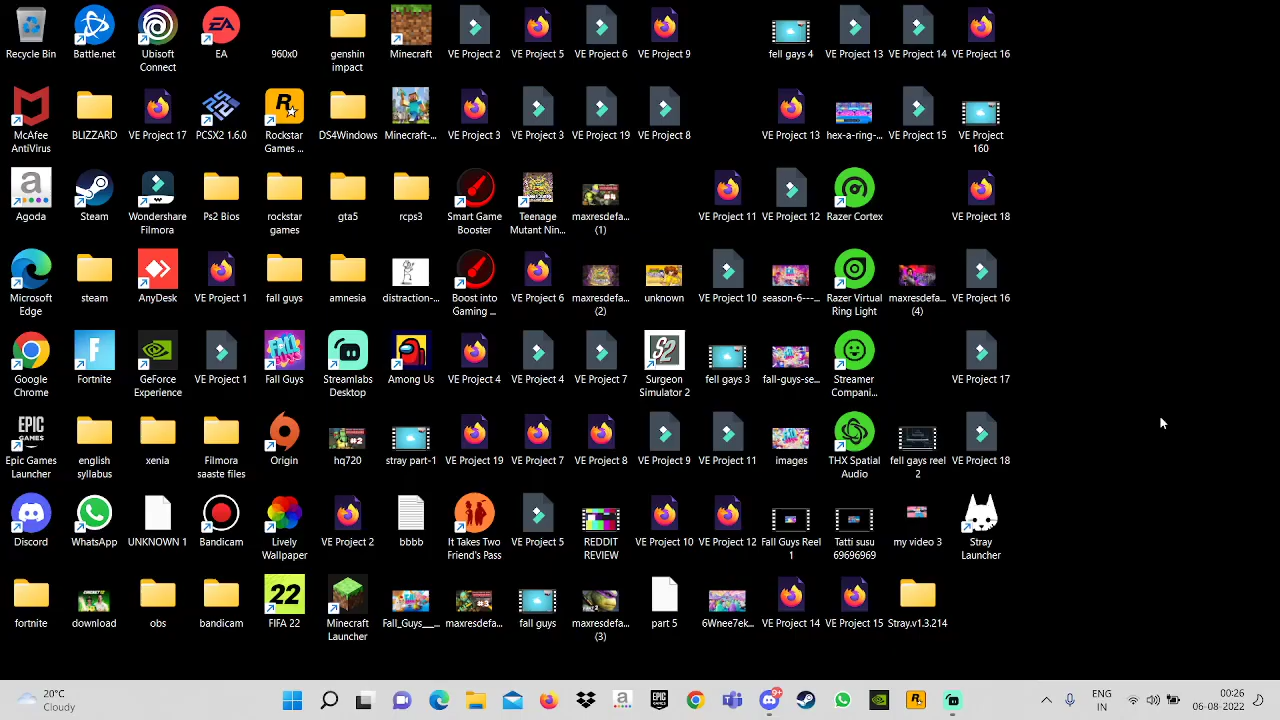 Recycle Bin
Battle.net
Ubisoft
Connect
EA
960x0
genshin
impact
Minecraft
VE Project 2
VE Project 5
VE Project 6
VE Project 9
fell gays 4
VE Project 13
VE Project 14
VE Project 16
McAfee
AntiVirus
BLIZZARD
VE Project 17
PCSX2 1.6.0
Rockstar
Games ...
DS4Windows
Minecraft-...
VE Project 3
VE Project 3
VE Project 19
VE Project 8
VE Project 13
hex-a-ring-...
VE Project 15
VE Project
160
Agoda
Steam
Wondershare
Filmora
Ps2 Bios
rockstar
games
gta5
rcps3
Smart Game
Booster
Teenage
Mutant Nin...
maxresdefa...
(1)
VE Project 11
VE Project 12
Razer Cortex
VE Project 18
Microsoft
Edge
steam
AnyDesk
VE Project 1
fall guys
amnesia
distraction-...
Boost into
Gaming ...
VE Project 6
maxresdefa...
(2)
unknown
VE Project 10
season-6---...
Razer Virtual
Ring Light
maxresdefa...
(4)
VE Project 16
Google
Chrome
Fortnite
GeForce
Experience
VE Project 1
Fall Guys
Streamlabs
Desktop
Among Us
VE Project 4
VE Project 4
VE Project 7
Surgeon
Simulator 2
fell gays 3
fall-guys-se...
Streamer
Compani...
VE Project 17
EPIC
GAMES
Epic Games
Launcher
english
syllabus
xenia
Filmora
saaste files
Origin
hq720
stray part-1
VE Project 19
VE Project 7
VE Project 8
VE Project 9
VE Project 11
images
THX Spatial
Audio
fell gays reel
2
VE Project 18
Discord
WhatsApp
UNKNOWN 1
Bandicam
Lively
Wallpaper
VE Project 2
bbbb
It Takes Two
Friend's Pass
VE Project 5
REDDIT
REVIEW
VE Project 10
VE Project 12
Fall Guys Reel
1
Tatti susu
69696969
my video 3
Stray
Launcher
fortnite
download
obs
bandicam
22
FIFA 22
Minecraft
Launcher
Fall_Guys__...
maxresdefa...
fall guys
maxresdefa...
(3)
part 5
6Wnee7ek...
VE Project 14
VE Project 15
Stray.v1.3.214
20°C
Cloudy
ENG
IN
00:26
06-08-2022